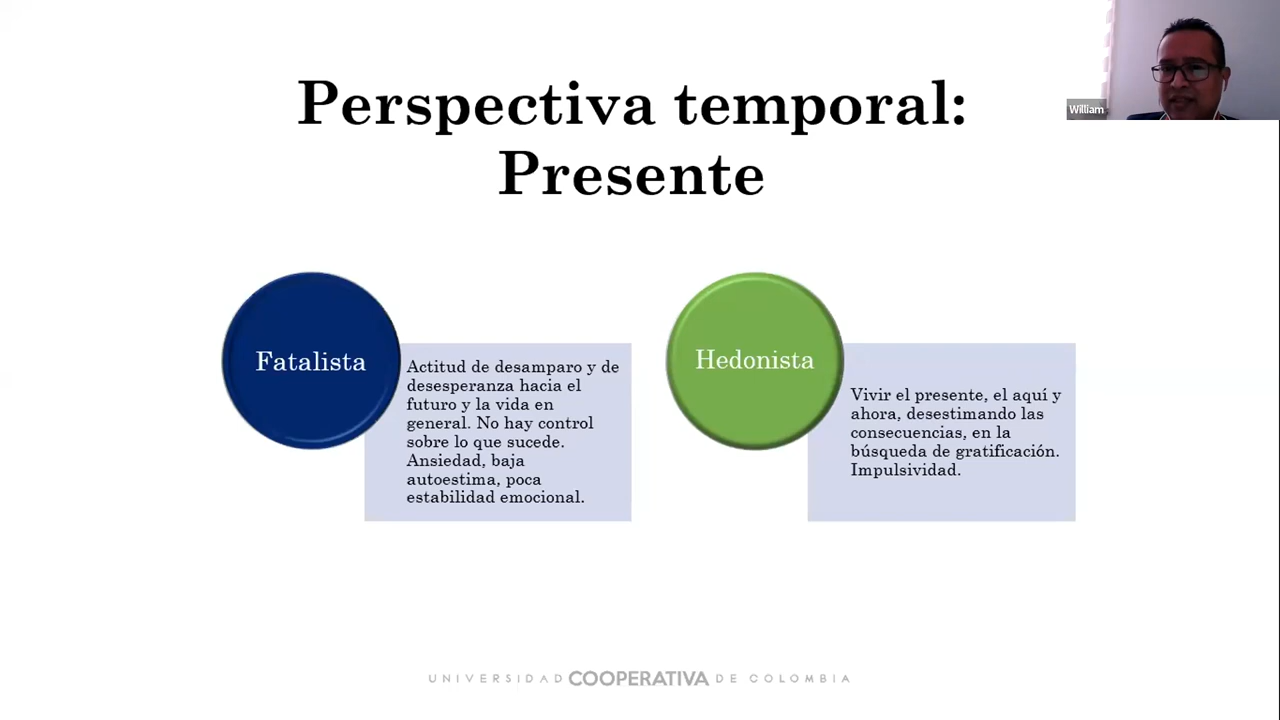 William
Perspectiva temporal:
Presente
Fatalista
Actitud de desamparo y de
desesperanza hacia el
futuro y la vida en
general. No hay control
sobre lo que sucede.
Ansiedad, baja
autoestima, poca
estabilidad emocional.
Hedonista
Vivir el presente, el aquí y
ahora, desestimando las
consecuencias, en la
búsqueda de gratificación.
Impulsividad.
UNIVERSIDAD COOPERATIVA DE COLOMBIA